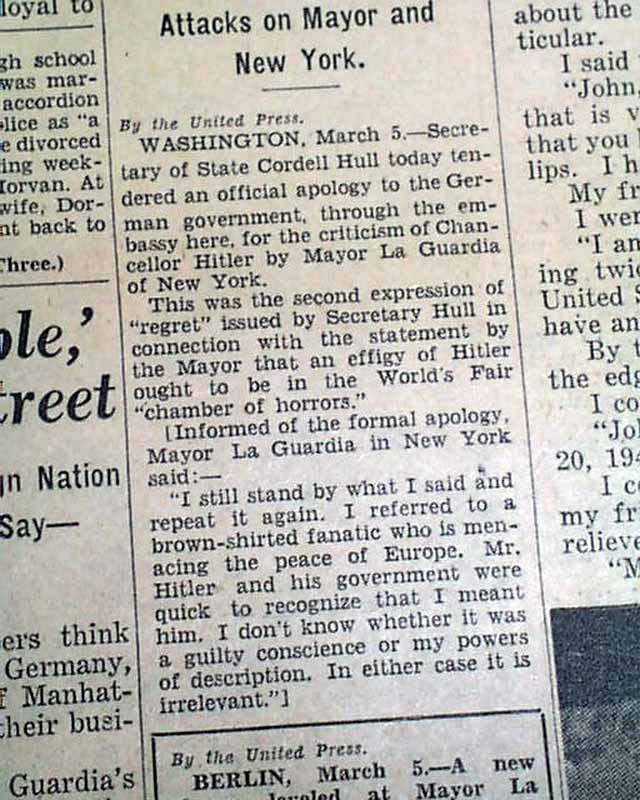 loyal to
gh school
was mar-
accordion
lice as "a
e divorced
ing week-
Iorvan. At
wife, Dor-
nt back to
Three.)
ole,'
treet
gn Nation
Say—
ers think
Germany,
f Manhat-
their busi-
Guardia's
Attacks on Mayor and
New York.
By the United Press.
WASHINGTON, March 5.—Secre-
tary of State Cordell Hull today ten-
dered an official apology to the Ger-
man government, through the em-
bassy here, for the criticism of Chan-
cellor Hitler by Mayor La Guardia
of New York.
This was the second expression of
"regret" issued by Secretary Hull in
connection with the statement by
the Mayor that an effigy of Hitler
ought to be in the World's Fair
"chamber of horrors."
[Informed of the formal apology,
Mayor La Guardia in New York
said:—
"I still stand by what I said and
repeat it again. I referred to a
brown-shirted fanatic who is men-
acing the peace of Europe. Mr.
Hitler and his government were
quick to recognize that I meant
him. I don't know whether it was
a guilty conscience or my powers
of description. In either case it is
irrelevant."]
By the United Press.
BERLIN, March 5.—A new
leveled at Mayor La
about the
ticular.
I said
"John,
that is v
that you
lips. I h
My fr
I wer
"I am
ing twic
United S
have an
By t
the edg
I co
"Joh
20, 194
I co
my fri
relieve
"M